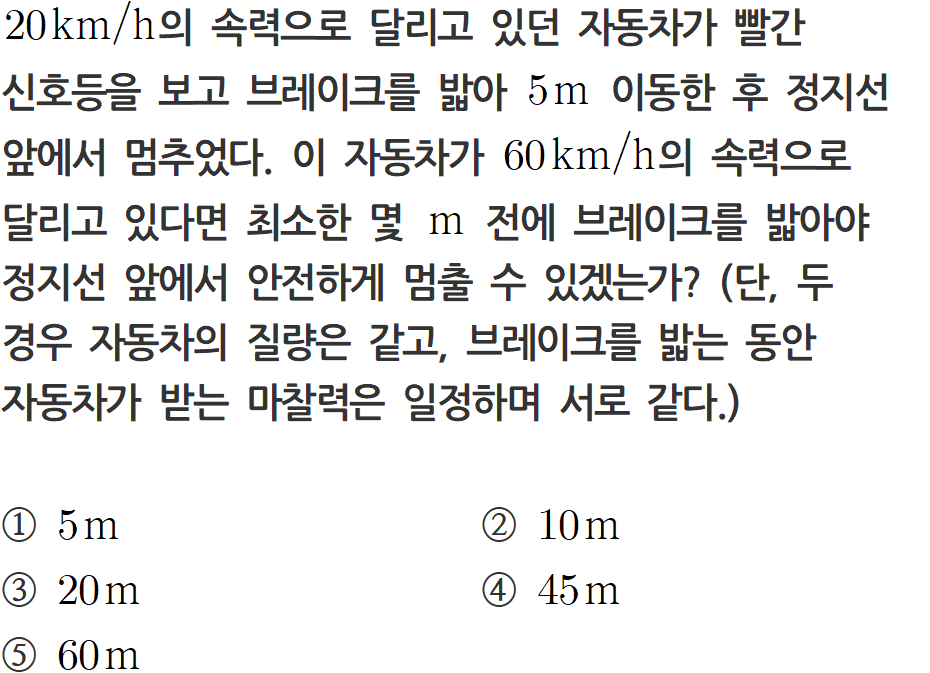 20km/h의 속력으로 달리고 있던 자동차가 빨간
신호등을 보고 브레이크를 밟아 5m 이동한 후 정지선
앞에서 멈추었다. 이 자동차가 60km/h의 속력으로
달리고 있다면 최소한 몇 m 전에 브레이크를 밟아야
정지선 앞에서 안전하게 멈출 수 있겠는가? (단, 두
경우 자동차의 질량은 같고, 브레이크를 밟는 동안
자동차가 받는 마찰력은 일정하며 서로 같다.)
① 5m ② 10m
③ 20m ④ 45m
⑤ 60m